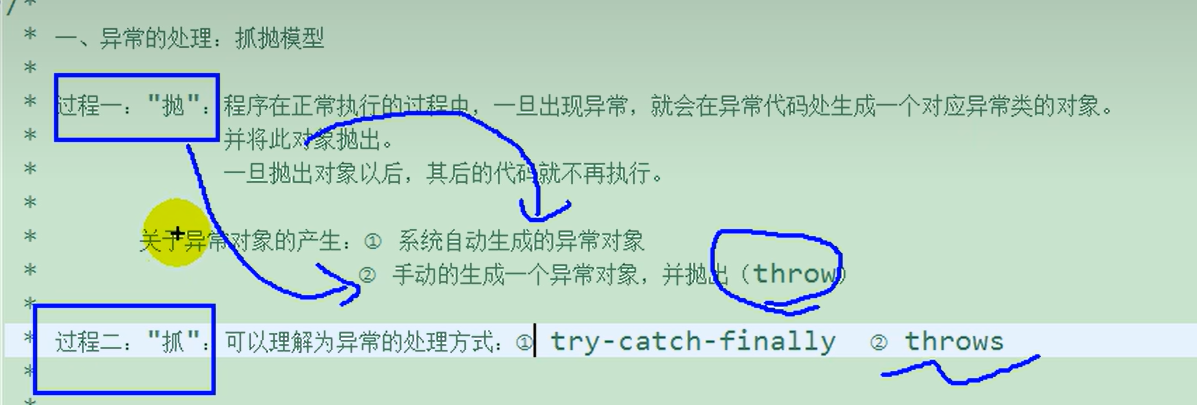 /*
* 一、异常的处理：抓抛模型
*
* 过程一："抛"：程序在正常执行的过程中，一旦出现异常，就会在异常代码处生成一个对应异常类的对象。
* 并将此对象抛出。
* 一旦抛出对象以后，其后的代码就不再执行。
*
* 关于异常对象的产生：① 系统自动生成的异常对象
* ② 手动的生成一个异常对象，并抛出（throw）
*
* 过程二："抓"：可以理解为异常的处理方式：① try-catch-finally ② throws
*
*